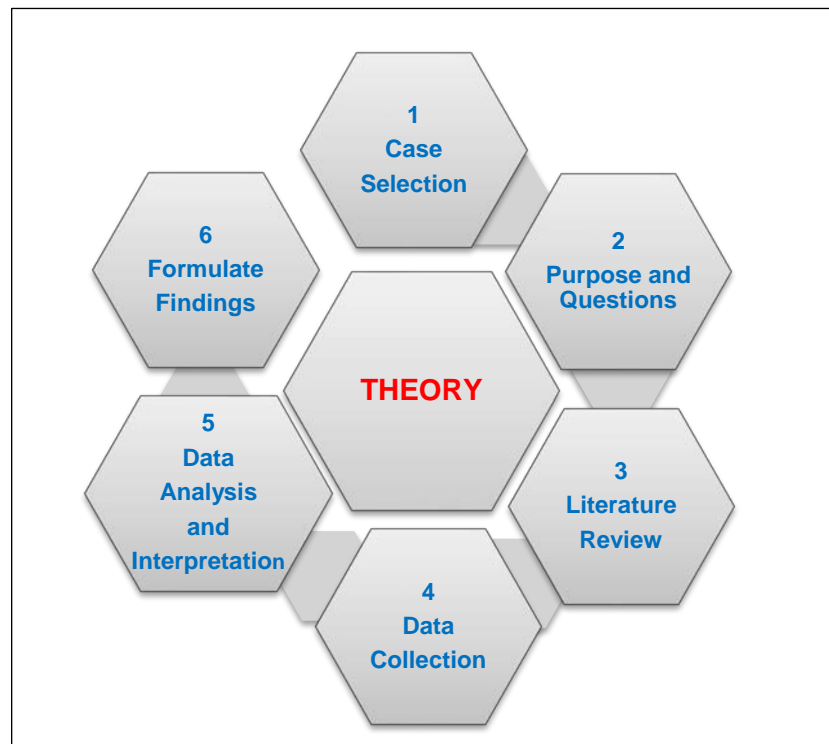 1
Case
Selection
2
Purpose and
Questions
3
Literature
Review
4
Data
Collection
5
Data
Analysis
and
Interpretation
6
Formulate
Findings
THEORY